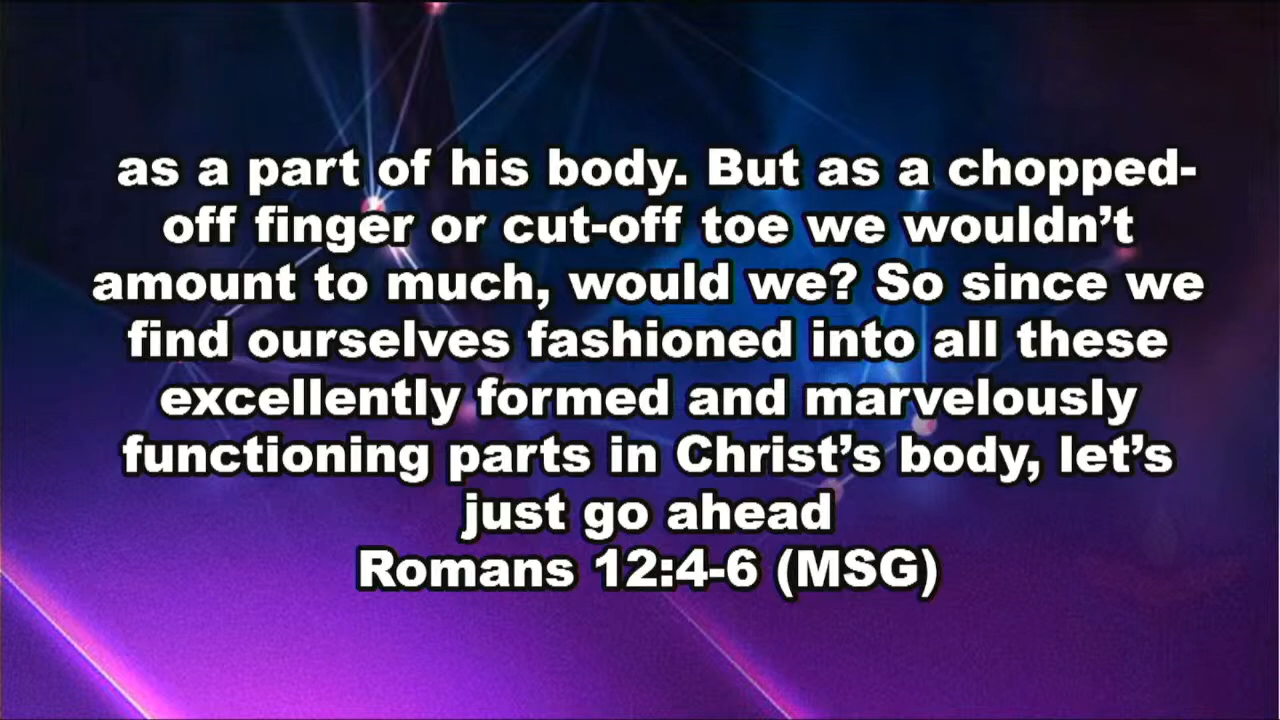 as a part of his body. But as a chopped-
off finger or cut-off toe we wouldn’t
amount to much, would we? So since we
find ourselves fashioned into all these
excellently formed and marvelously
functioning parts in Christ’s body, let’s
just go ahead
Romans 12:4-6 (MSG)